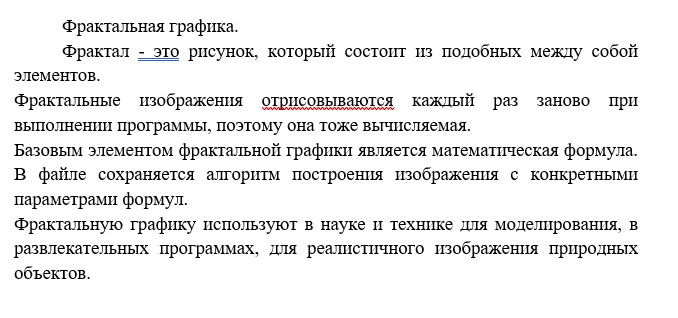 Фрактальная графика.
Фрактал - это рисунок, который состоит из подобных между собой
элементов.
Фрактальные изображения отрисовываются каждый раз заново при
выполнении программы, поэтому она тоже вычисляемая.
Базовым элементом фрактальной графики является математическая формула.
В файле сохраняется алгоритм построения изображения с конкретными
параметрами формул.
Фрактальную графику используют в науке и технике для моделирования, в
развлекательных программах, для реалистичного изображения природных
объектов.